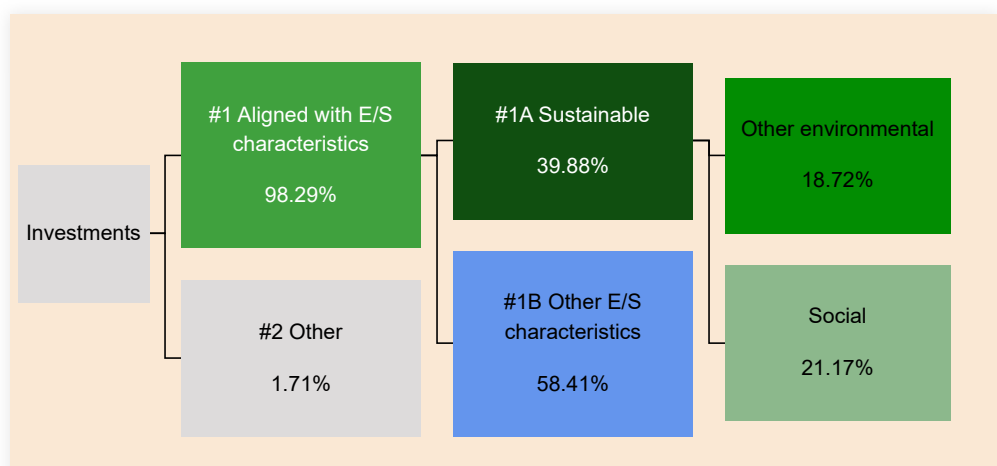 Investments
#1 Aligned with E/S
characteristics
98.29%
#2 Other
1.71%
#1A Sustainable
39.88%
#1B Other E/S
characteristics
58.41%
Other environmental
18.72%
Social
21.17%